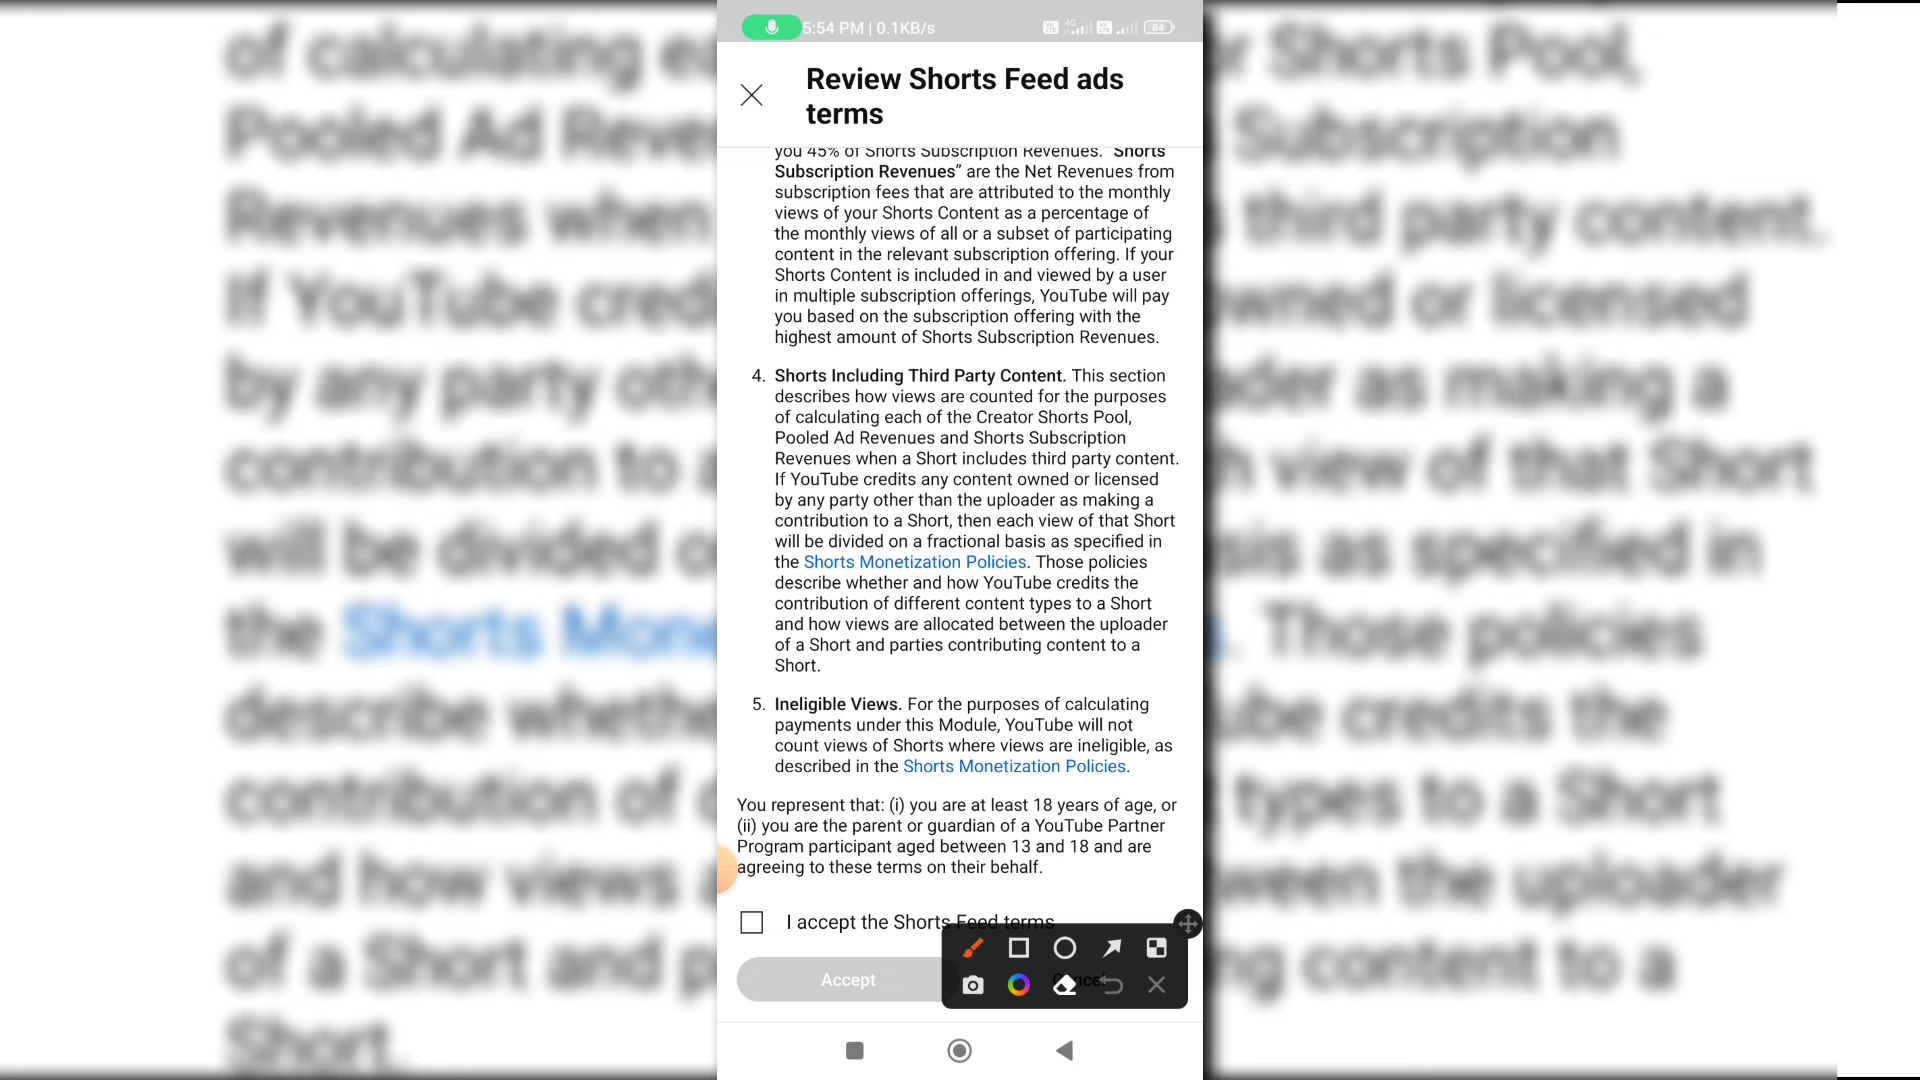 5:54 PM | 0.1KB/s
4G
84
Review Shorts Feed ads
terms
you 45% of Shorts Subscription Revenues. "Shorts
Subscription Revenues” are the Net Revenues from
subscription fees that are attributed to the monthly
views of your Shorts Content as a percentage of
the monthly views of all or a subset of participating
content in the relevant subscription offering. If your
Shorts Content is included in and viewed by a user
in multiple subscription offerings, YouTube will pay
you based on the subscription offering with the
highest amount of Shorts Subscription Revenues.
4. Shorts Including Third Party Content. This section
describes how views are counted for the purposes
of calculating each of the Creator Shorts Pool,
Pooled Ad Revenues and Shorts Subscription
Revenues when a Short includes third party content.
If YouTube credits any content owned or licensed
by any party other than the uploader as making a
contribution to a Short, then each view of that Short
will be divided on a fractional basis as specified in
the Shorts Monetization Policies. Those policies
describe whether and how YouTube credits the
contribution of different content types to a Short
and how views are allocated between the uploader
of a Short and parties contributing content to a
Short.
5. Ineligible Views. For the purposes of calculating
payments under this Module, YouTube will not
count views of Shorts where views are ineligible, as
described in the Shorts Monetization Policies.
You represent that: (i) you are at least 18 years of age, or
(ii) you are the parent or guardian of a YouTube Partner
Program participant aged between 13 and 18 and are
agreeing to these terms on their behalf.
I accept the Shorts Feed terms
Accept